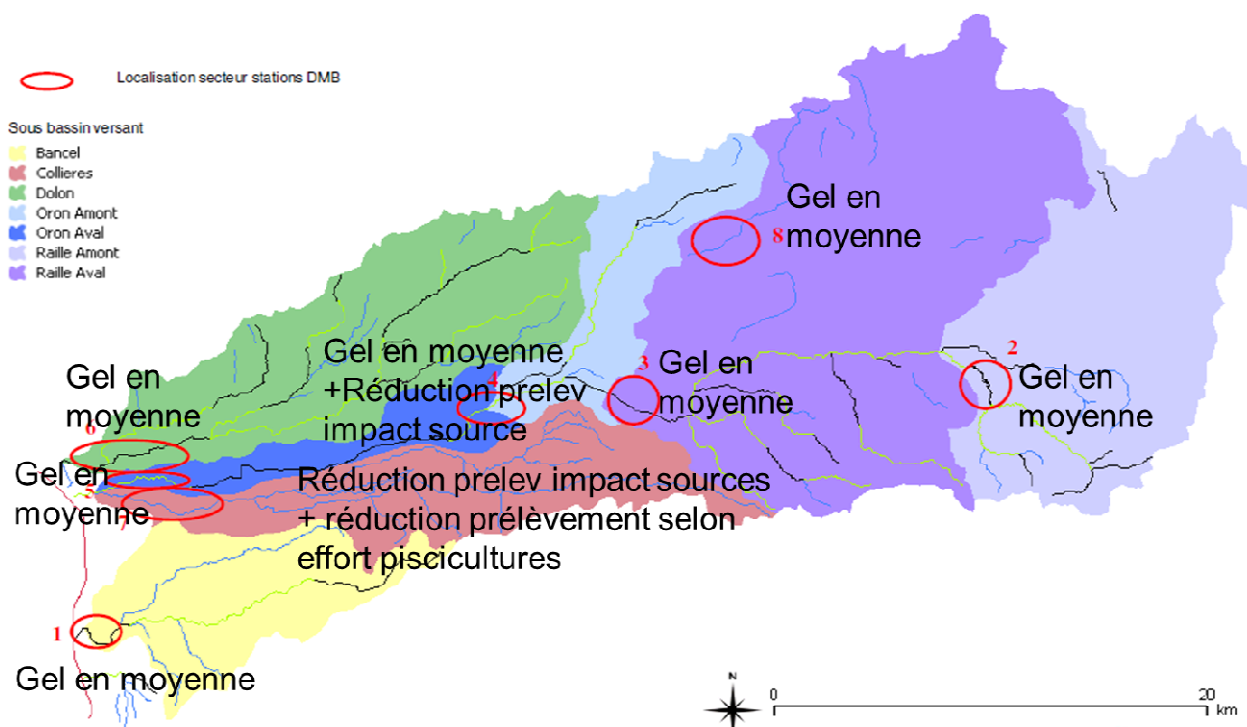 Localisation secteur stations DMB
Sous bassin versant
Bancel
Collieres
Dolon
Oron Amont
Oron Aval
Raille Amont
Raille Aval
Gel en
moyenne
8
2
Gel en
moyenne
3
Gel en
moyenne
4
Gel en moyenne
+Réduction prelev
impact source
Gel en
moyenne
6
Gel en
moyenne
5
7
Réduction prelev impact sources
+ réduction prélèvement selon
effort piscicultures
1
Gel en moyenne
N
0
20
km